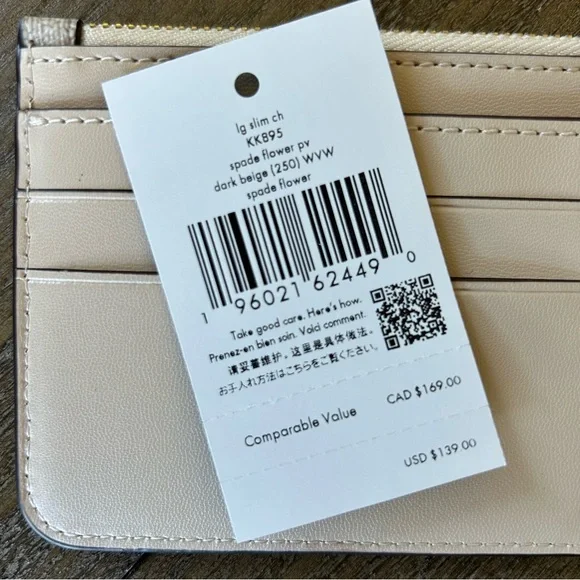 lg slim ch
KK895
spade flower pv
dark beige (250) WVW
spade flower
1 96021 62449 0
Take good care. Here's how.
Prenez-en bien soin. Voici comment.
请妥善维护。这里是具体做法。
お手入れ方法はこちらをご覧ください。
Comparable Value CAD $169.00
USD $139.00